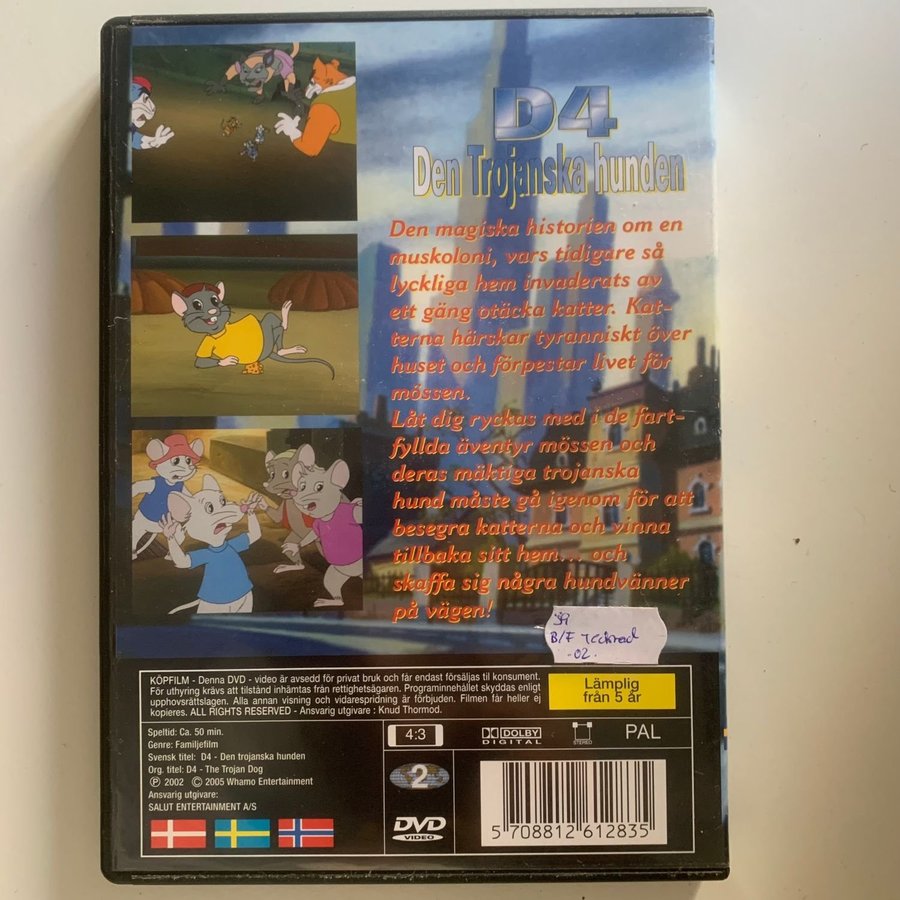 D4
Den Trojanska hunden
Den magiska historien om en
muskoloni, vars tidigare så
lyckliga hem invaderats av
ett gäng otäcka katter. Kat-
terna härskar tyranniskt över
huset och förpestar livet för
mössen.
Låt dig ryckas med i de fart-
fyllda äventyr mössen och
deras mäktiga trojanska
hund måste gå igenom för att
besegra katterna och vinna
tillbaka sitt hem... och
skaffa sig några hundvänner
på vägen!
B/F Tecknad
-02.
KÖPFILM - Denna DVD - video är avsedd för privat bruk och får endast försäljas til konsument.
För uthyring krävs att tilstånd inhämtas från rettighetsägaren. Programinnehållet skyddas enligt
upphovsråttslagen. Alla annan visning och vidarespridning är förbjuden. Filmen får heller ej
kopieres. ALL RIGHTS RESERVED - Ansvarig utgivare : Knud Thormod.
Lämplig
från 5 år
Speltid: Ca. 50 min.
Genre: Familjefilm
Svensk titel: D4 - Den trojanska hunden
Org. titel: D4 - The Trojan Dog
Ⓟ 2002 © 2005 Whamo Entertainment
Ansvarig utgivare:
SALUT ENTERTAINMENT A/S
4:3
DOLBY
DIGITAL
STEREO
PAL
2
DVD
VIDEO
5 708812 612835